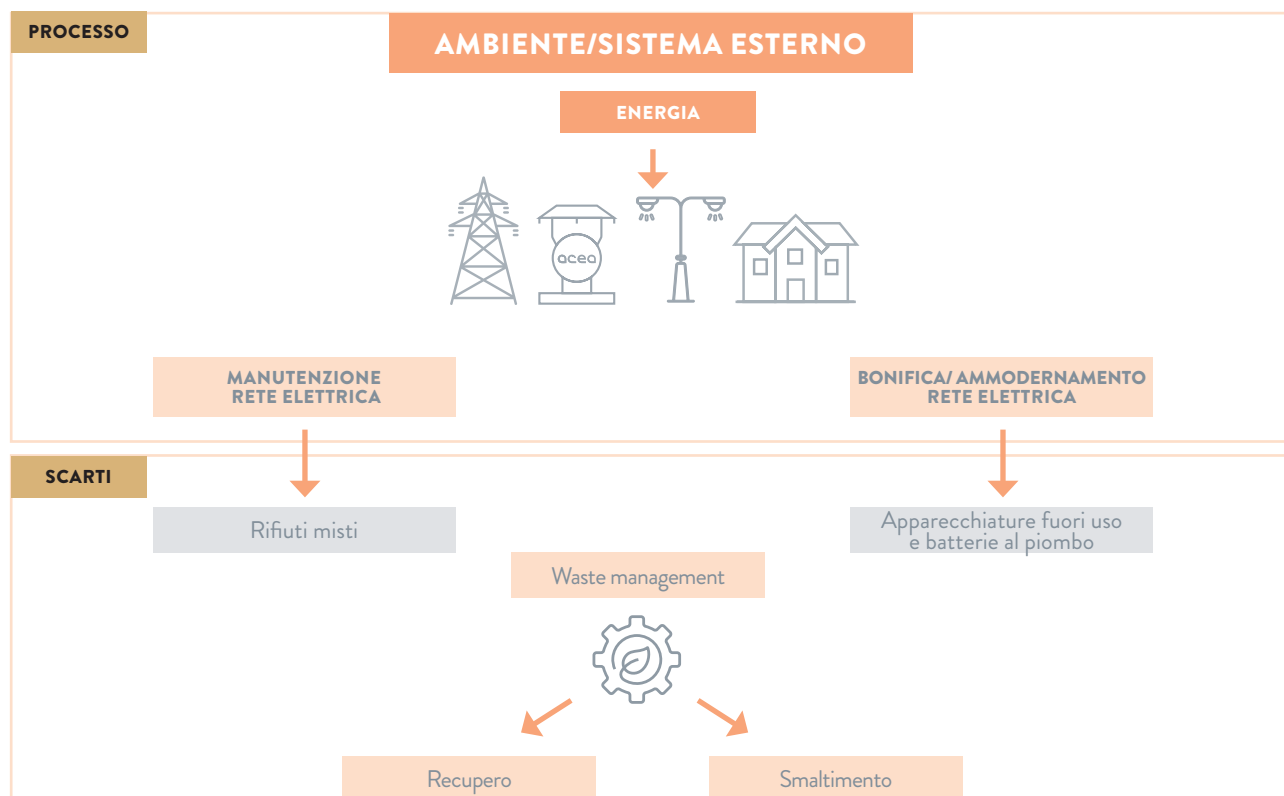 PROCESSO
AMBIENTE/SISTEMA ESTERNO
ENERGIA
acea
MANUTENZIONE
RETE ELETTRICA
BONIFICA/ AMMODERNAMENTO
RETE ELETTRICA
SCARTI
Rifiuti misti
Apparecchiature fuori uso
e batterie al piombo
Waste management
Recupero
Smaltimento